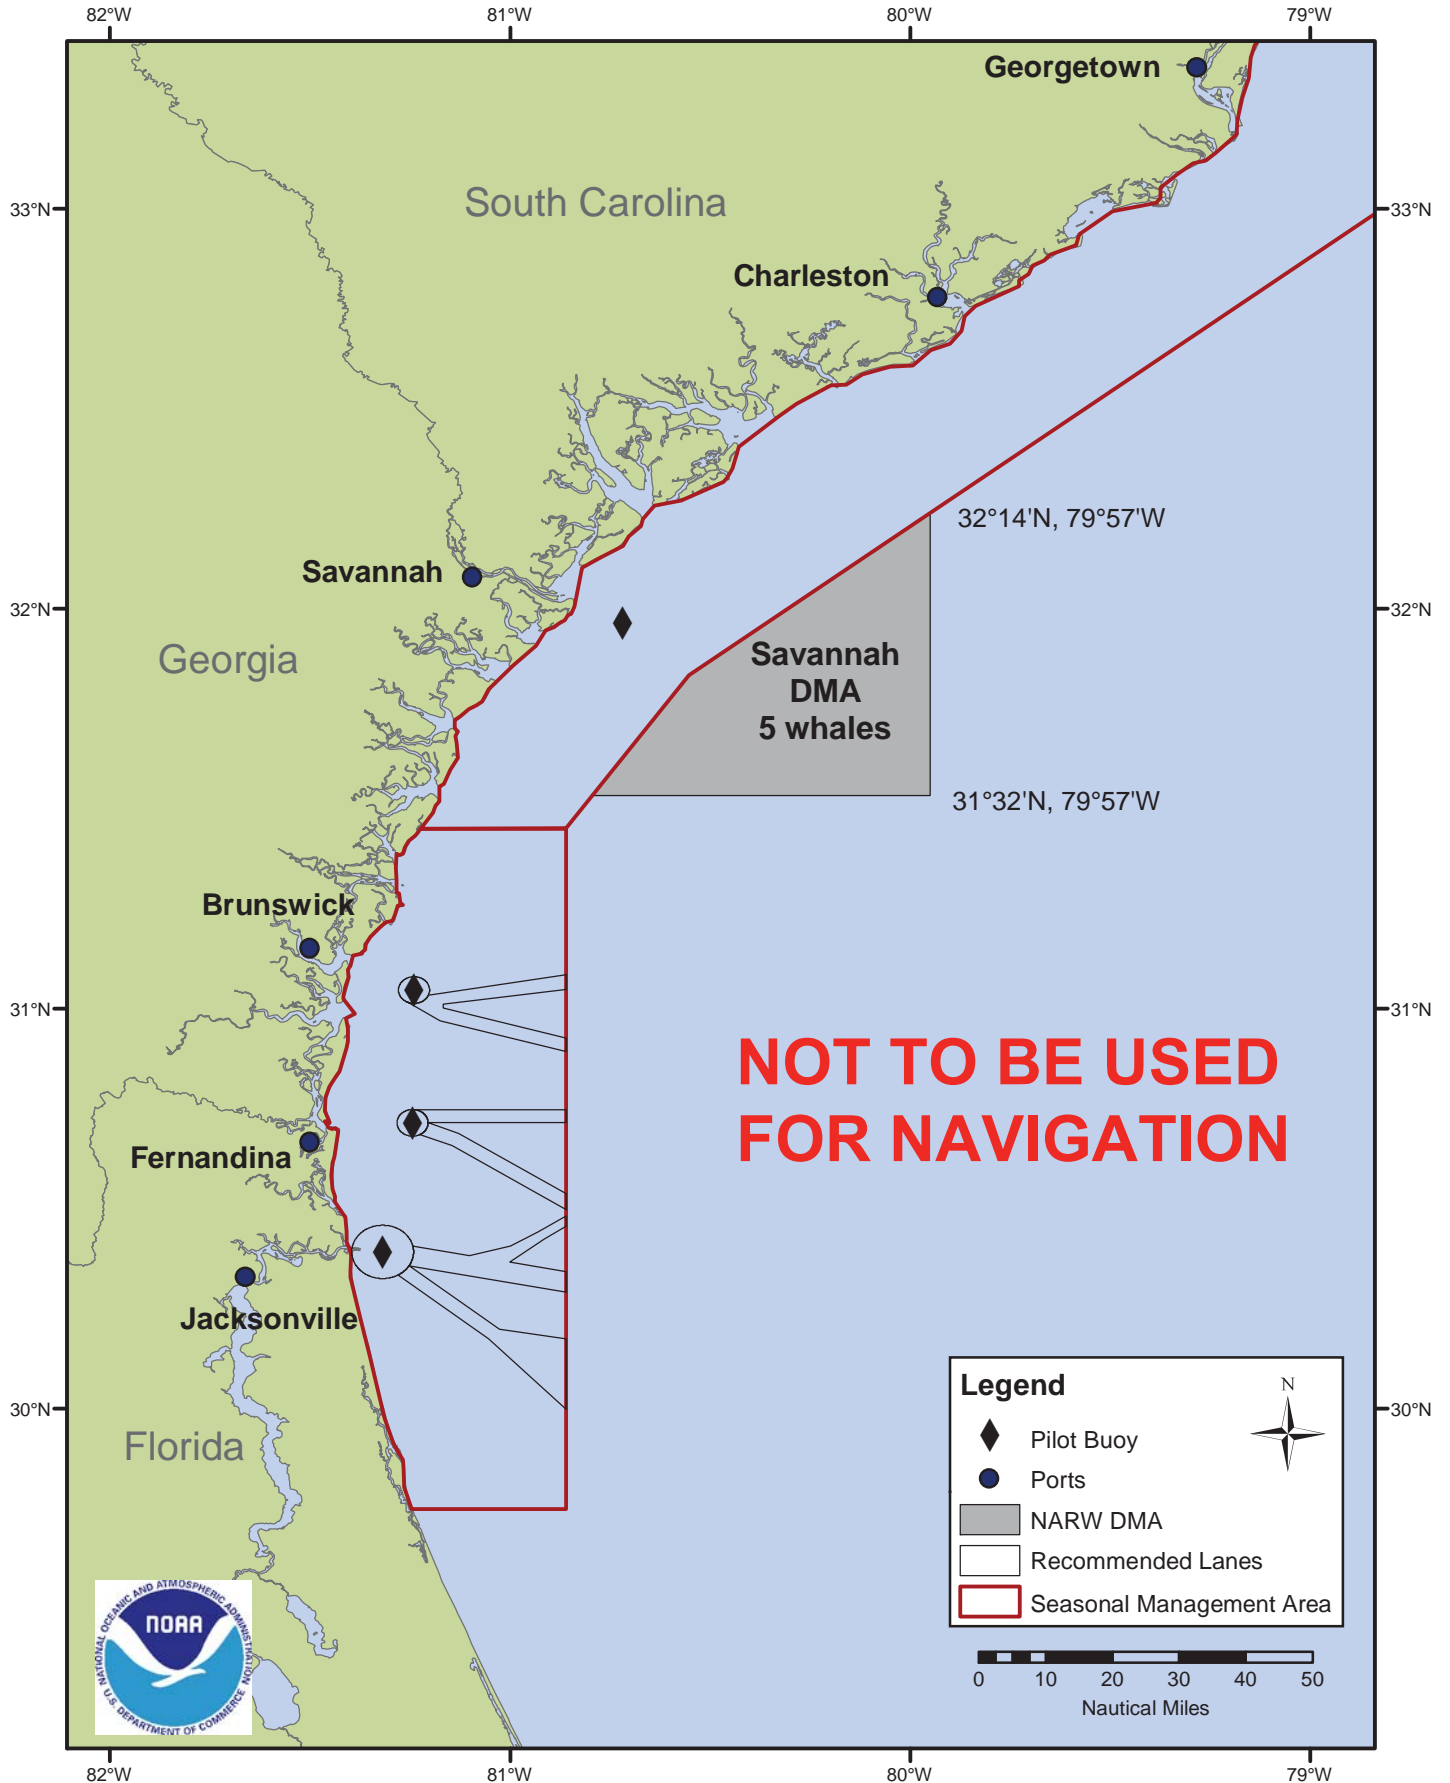 82°W
81°W
80°W
79°W
Georgetown
South Carolina
33°N
33°N
Charleston
32°14'N, 79°57'W
Savannah
32°N
32°N
Georgia
Savannah
DMA
5 whales
31°32'N, 79°57'W
Brunswick
31°N
31°N
NOT TO BE USED
FOR NAVIGATION
Fernandina
Jacksonville
30°N
30°N
Florida
Legend
N
Pilot Buoy
Ports
NARW DMA
Recommended Lanes
Seasonal Management Area
0 10 20 30 40 50
Nautical Miles
NATIONAL OCEANIC AND ATMOSPHERIC ADMINISTRATION
NOAA
U.S. DEPARTMENT OF COMMERCE
82°W
81°W
80°W
79°W